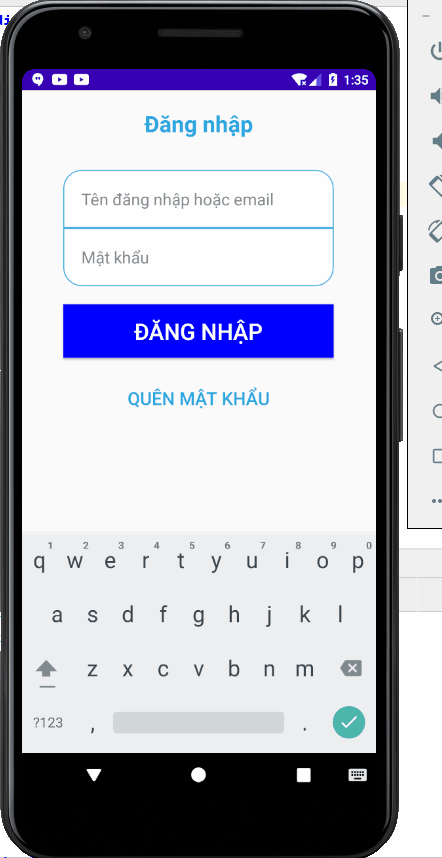 1:35
Đăng nhập
Tên đăng nhập hoặc email
Mật khẩu
ĐĂNG NHẬP
QUÊN MẬT KHẨU
1 2 3 4 5 6 7 8 9 0
q w e r t y u i o p
a s d f g h j k l
z x c v b n m
?123 , .